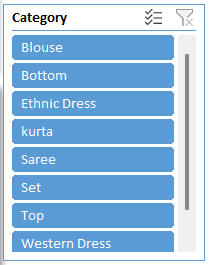 Category
Blouse
Bottom
Ethnic Dress
kurta
Saree
Set
Top
Western Dress